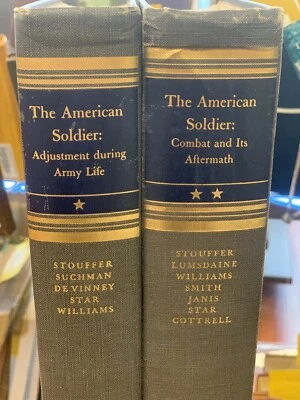 The American
Soldier:
Adjustment during
Army Life
STOUFFER
SUCHMAN
DEVINNEY
STAR
WILLIAMS
The American
Soldier:
Combat and Its
Aftermath
STOUFFER
LUMSDAINE
WILLIAMS
SMITH
JANIS
STAR
COTTRELL